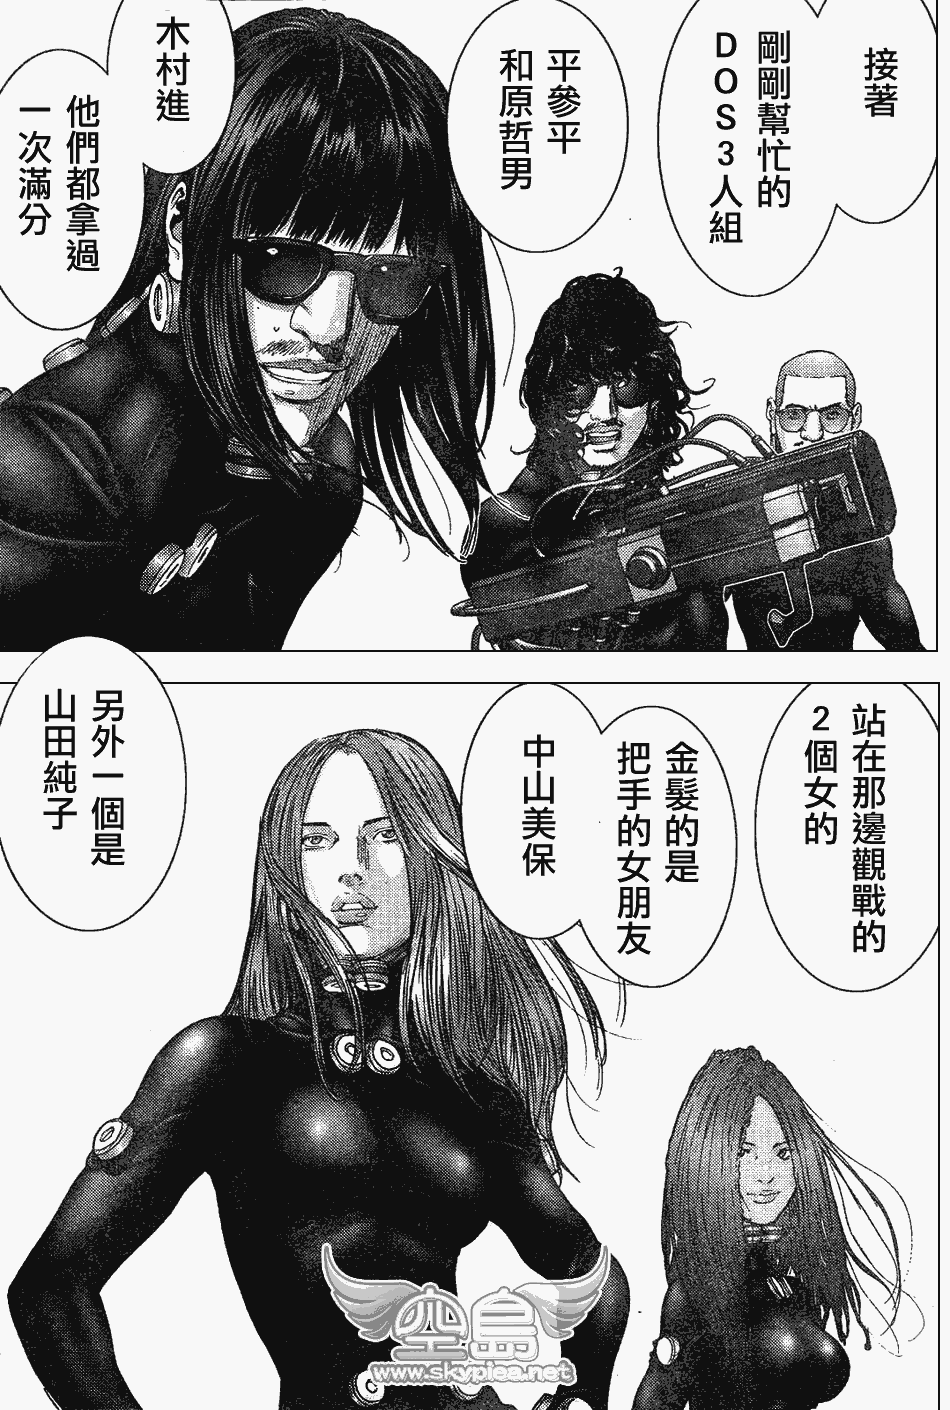 接著
剛剛幫忙的
DOS3人組
平參平
和原哲男
木村進
他們都拿過
一次滿分
站在那邊觀戰的
2個女的
金髮的是
把手的女朋友
中山美保
另外一個是
山田純子
空島
www.skypiea.net